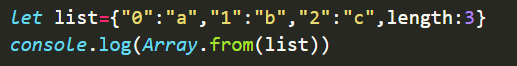 let list={"0":"a","1":"b","2":"c",length:3}
console.log(Array.from(list))